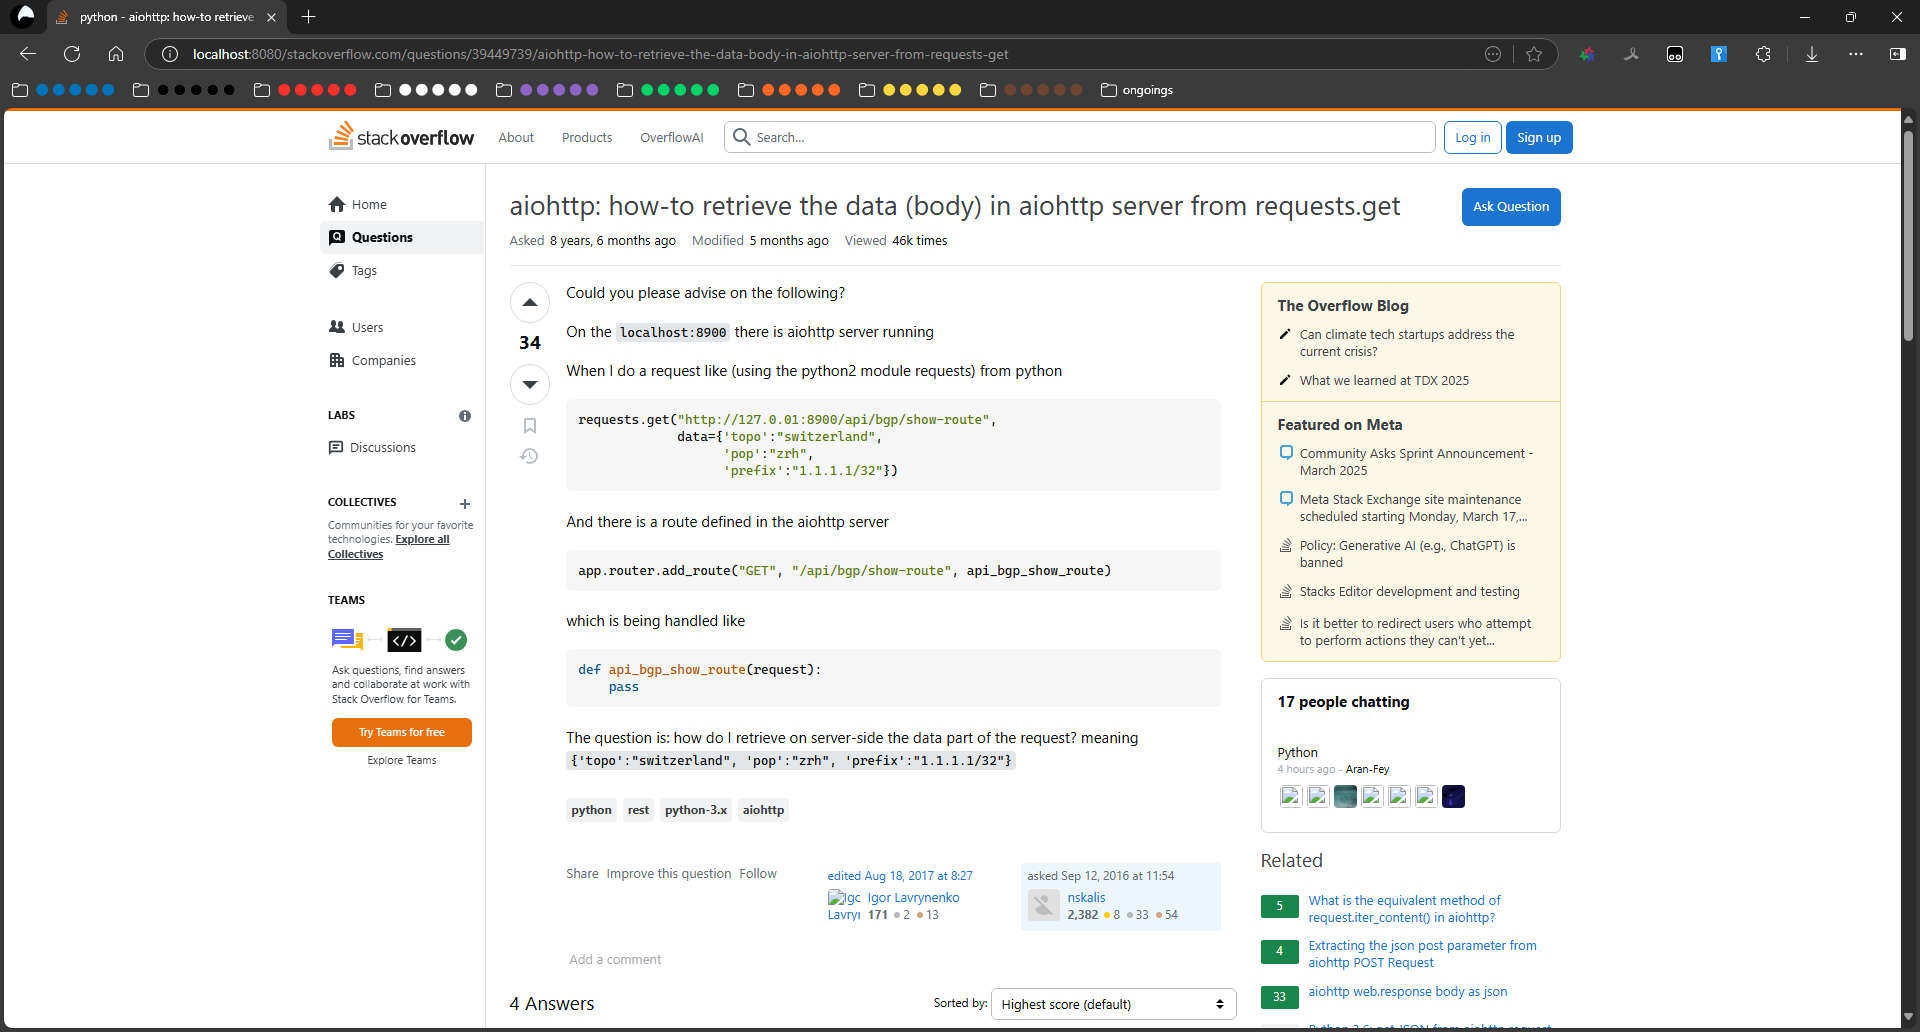 python - aiohttp: how-to retrieve
localhost:8080/stackoverflow.com/questions/39449739/aiohttp-how-to-retrieve-the-data-body-in-aiohttp-server-from-requests-get
ongoings
stackoverflow
About
Products
OverflowAI
Search...
Log in
Sign up
Home
Questions
Tags
Users
Companies
LABS
Discussions
COLLECTIVES
Communities for your favorite
technologies. Explore all
Collectives
TEAMS
Ask questions, find answers
and collaborate at work with
Stack Overflow for Teams.
Try Teams for free
Explore Teams
aiohttp: how-to retrieve the data (body) in aiohttp server from requests.get
Ask Question
Asked 8 years, 6 months ago Modified 5 months ago Viewed 46k times
34
Could you please advise on the following?
On the localhost:8900 there is aiohttp server running
When I do a request like (using the python2 module requests) from python
requests.get("http://127.0.01:8900/api/bgp/show-route",
data={'topo':"switzerland",
'pop':"zrh",
'prefix':"1.1.1.1/32"})
And there is a route defined in the aiohttp server
app.router.add_route("GET", "/api/bgp/show-route", api_bgp_show_route)
which is being handled like
def api_bgp_show_route(request):
pass
The question is: how do I retrieve on server-side the data part of the request? meaning
{'topo':"switzerland", 'pop':"zrh", 'prefix':"1.1.1.1/32"}
python rest python-3.x aiohttp
Share Improve this question Follow
edited Aug 18, 2017 at 8:27
Igor Lavrynenko
171 2 13
asked Sep 12, 2016 at 11:54
nskalis
2,382 8 33 54
Add a comment
4 Answers
Sorted by:
Highest score (default)
The Overflow Blog
Can climate tech startups address the
current crisis?
What we learned at TDX 2025
Featured on Meta
Community Asks Sprint Announcement -
March 2025
Meta Stack Exchange site maintenance
scheduled starting Monday, March 17,...
Policy: Generative AI (e.g., ChatGPT) is
banned
Stacks Editor development and testing
Is it better to redirect users who attempt
to perform actions they can't yet...
17 people chatting
Python
4 hours ago - Aran-Fey
Related
5
What is the equivalent method of
request.iter_content() in aiohttp?
4
Extracting the json post parameter from
aiohttp POST Request
33
aiohttp web.response body as json